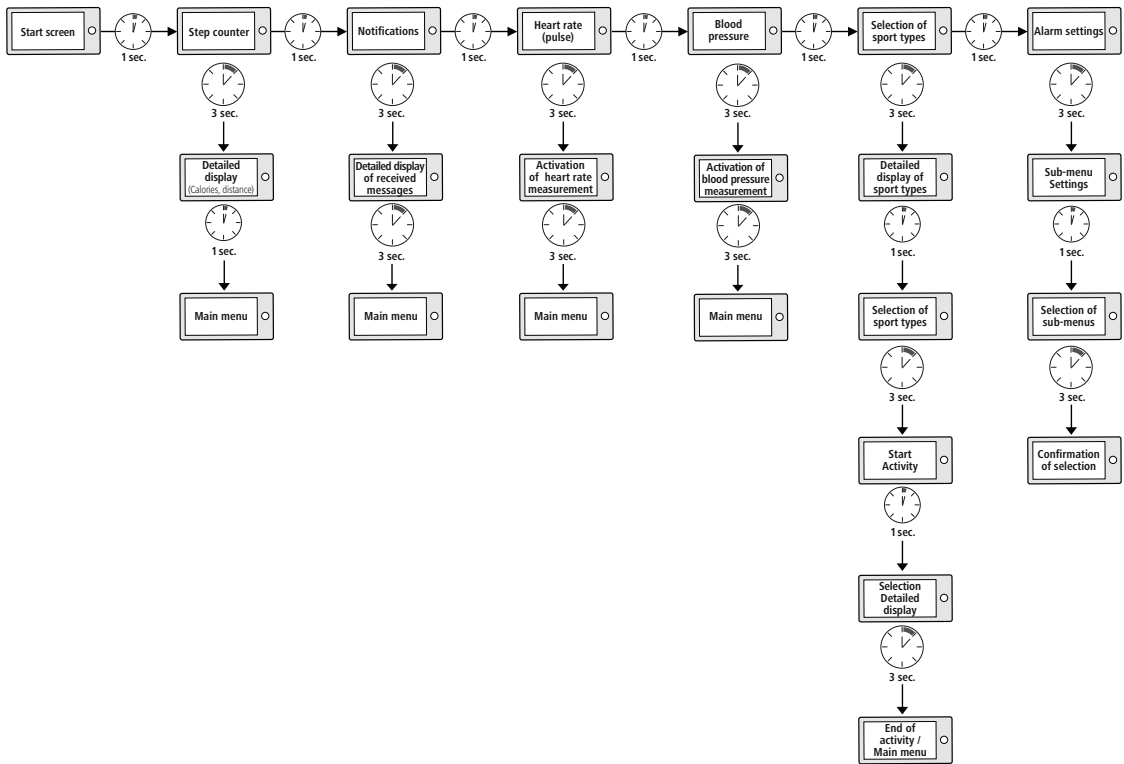 Start screen
1 sec.
Step counter
1 sec.
Notifications
1 sec.
Heart rate
(pulse)
1 sec.
Blood
pressure
1 sec.
Selection of
sport types
1 sec.
Alarm settings
3 sec.
3 sec.
3 sec.
3 sec.
3 sec.
3 sec.
Detailed
display
(Calories, distance)
Detailed display
of received
messages
Activation
of heart rate
measurement
Activation of
blood pressure
measurement
Detailed
display of
sport types
Sub-menu
Settings
1 sec.
3 sec.
3 sec.
3 sec.
1 sec.
1 sec.
Main menu
Main menu
Main menu
Main menu
Selection of
sport types
Selection of
sub-menus
3 sec.
3 sec.
Start
Activity
Confirmation
of selection
1 sec.
Selection
Detailed
display
3 sec.
End of
activity /
Main menu